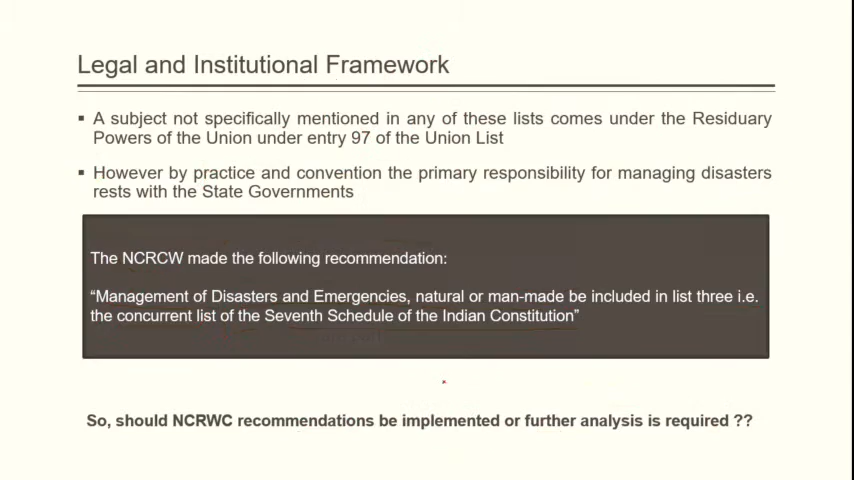 Legal and Institutional Framework
▪ A subject not specifically mentioned in any of these lists comes under the Residuary
Powers of the Union under entry 97 of the Union List
▪ However by practice and convention the primary responsibility for managing disasters
rests with the State Governments
The NCRCW made the following recommendation:
“Management of Disasters and Emergencies, natural or man-made be included in list three i.e.
the concurrent list of the Seventh Schedule of the Indian Constitution”
So, should NCRWC recommendations be implemented or further analysis is required ??